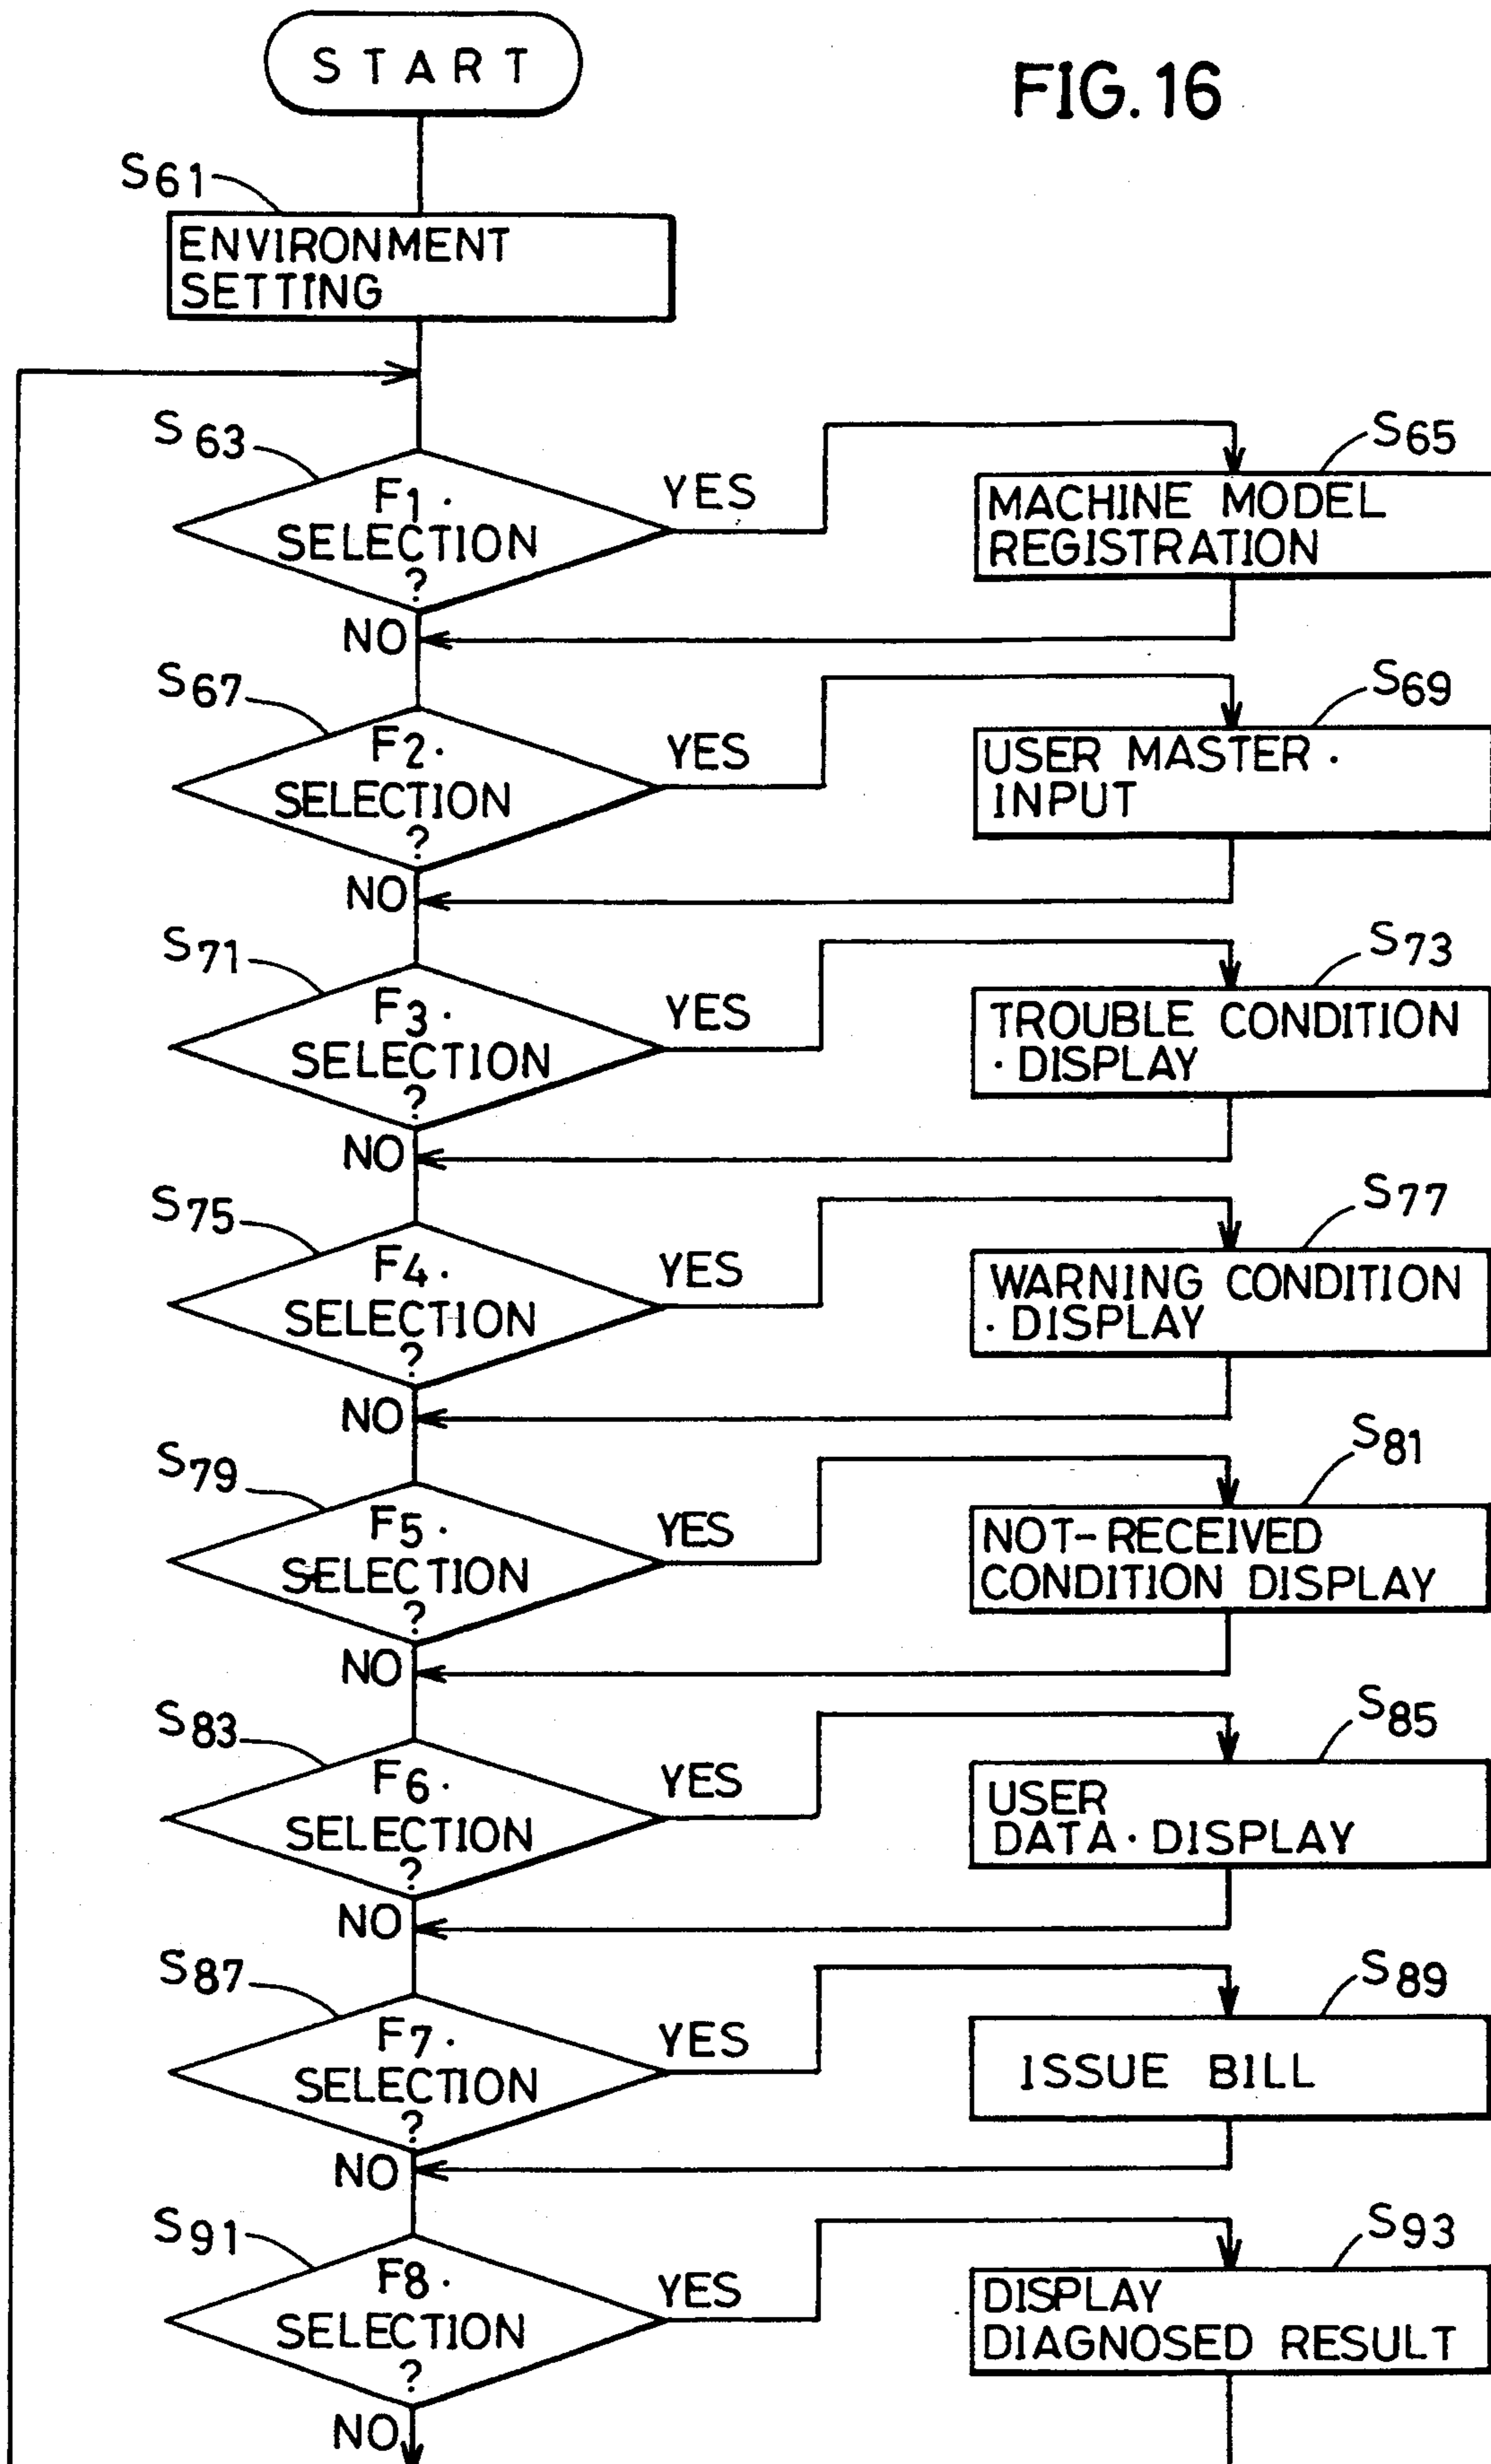 START
FIG. 16
S61
ENVIRONMENT
SETTING
S63
F1·
SELECTION
?
YES
NO
S65
MACHINE MODEL
REGISTRATION
S67
F2·
SELECTION
?
YES
NO
S69
USER MASTER·
INPUT
S71
F3·
SELECTION
?
YES
NO
S73
TROUBLE CONDITION
·DISPLAY
S75
F4·
SELECTION
?
YES
NO
S77
WARNING CONDITION
·DISPLAY
S79
F5·
SELECTION
?
YES
NO
S81
NOT-RECEIVED
CONDITION DISPLAY
S83
F6·
SELECTION
?
YES
NO
S85
USER
DATA·DISPLAY
S87
F7·
SELECTION
?
YES
NO
S89
ISSUE BILL
S91
F8·
SELECTION
?
YES
NO
S93
DISPLAY
DIAGNOSED RESULT